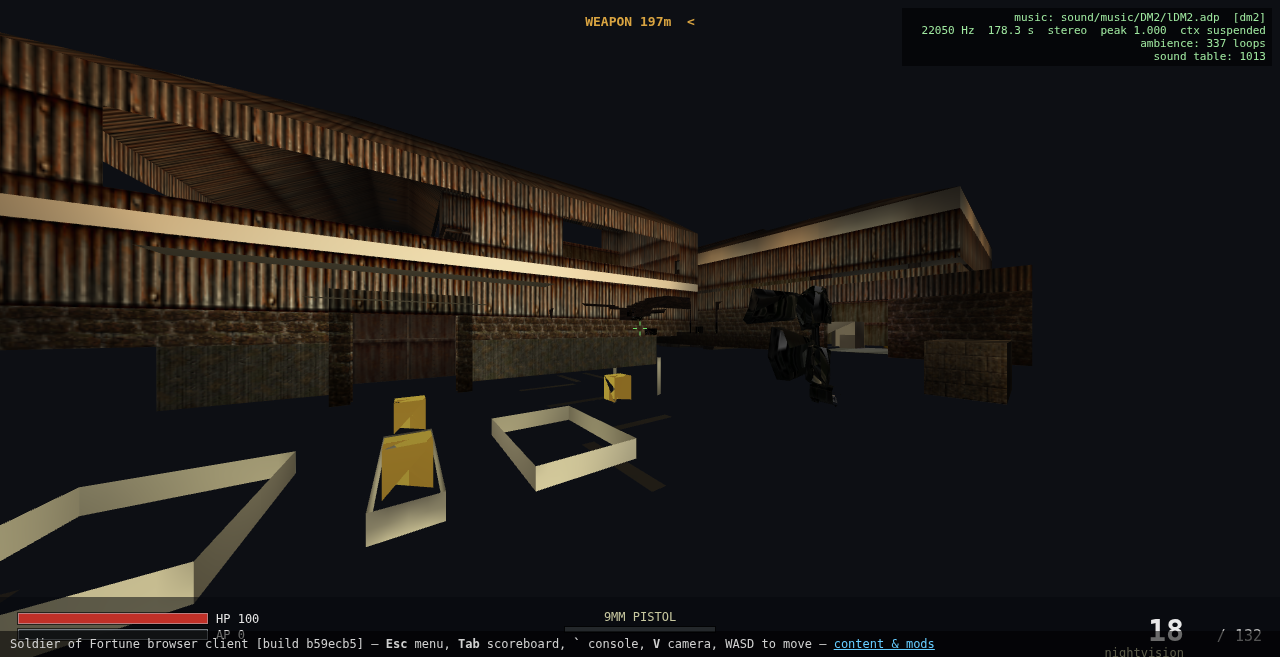 WEAPON 197m <
music: sound/music/DM2/lDM2.adp [dm2]
22050 Hz 178.3 s stereo peak 1.000 ctx suspended
ambience: 337 loops
sound table: 1013
HP 100
AP 0
9MM PISTOL
18 / 132
nightvision
Soldier of Fortune browser client [build b59ecb5] — Esc menu, Tab scoreboard, ` console, V camera, WASD to move — content & mods